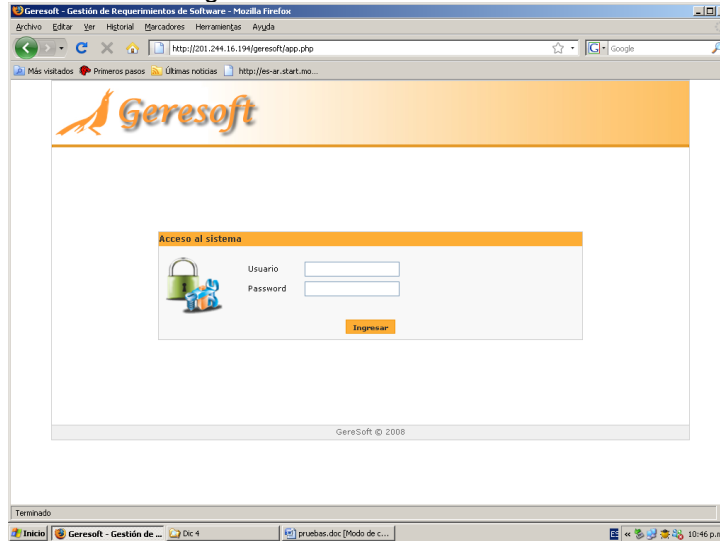 Geresoft - Gestión de Requerimientos de Software - Mozilla Firefox
Archivo Editar Ver Historial Marcadores Herramientas Ayuda
http://201.244.16.194/geresoft/app.php
G Google
Más visitados Primeros pasos Últimas noticias http://es-ar.start.mo...
Geresoft
Acceso al sistema
Usuario
Password
Ingresar
GereSoft © 2008
Terminado
Inicio Geresoft - Gestión de ... Dic 4 pruebas.doc [Modo de c... ES « 10:46 p.m